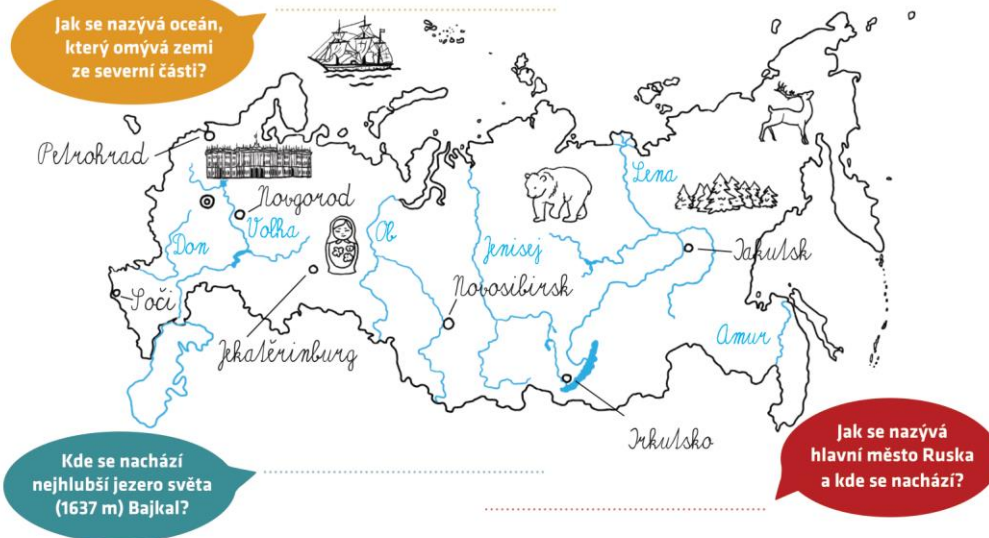 Jak se nazývá oceán,
který omývá zemi
ze severní části?
Petrohrad
Novgorod
Lena
Don
Volha
Ob
Jenisej
Jakutsk
Soči
Novosibirsk
Jekatěrinburg
Amur
Irkutsko
Kde se nachází
nejhlubší jezero světa
(1637 m) Bajkal?
Jak se nazývá
hlavní město Ruska
a kde se nachází?